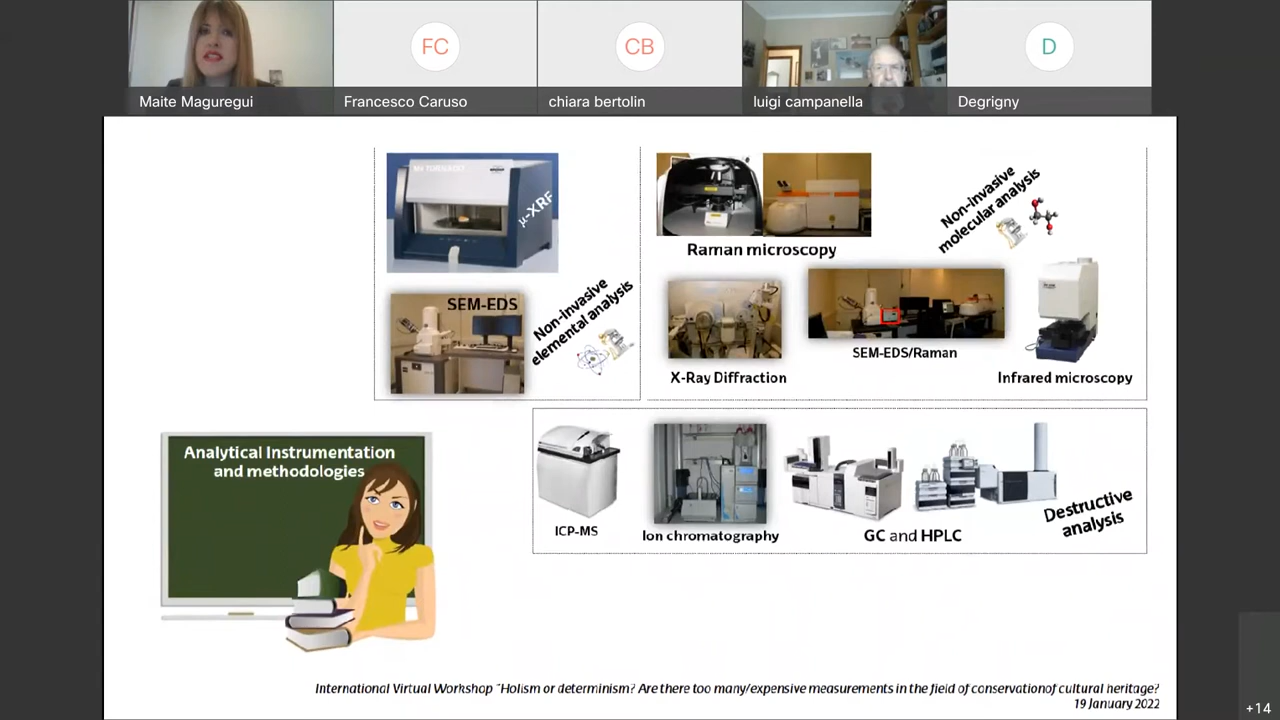 FC
CB
D
Maite Maguregui
Francesco Caruso
chiara bertolin
luigi campanella
Degrigny
μ-XRF
SEM-EDS
Non-invasive
elemental analysis
Raman microscopy
Non-invasive
molecular analysis
X-Ray Diffraction
SEM-EDS/Raman
Infrared microscopy
Analytical Instrumentation
and methodologies
ICP-MS
Ion chromatography
GC and HPLC
Destructive
analysis
International Virtual Workshop "Holism or determinism? Are there too many/expensive measurements in the field of conservationof cultural heritage?
19 January 2022
+14